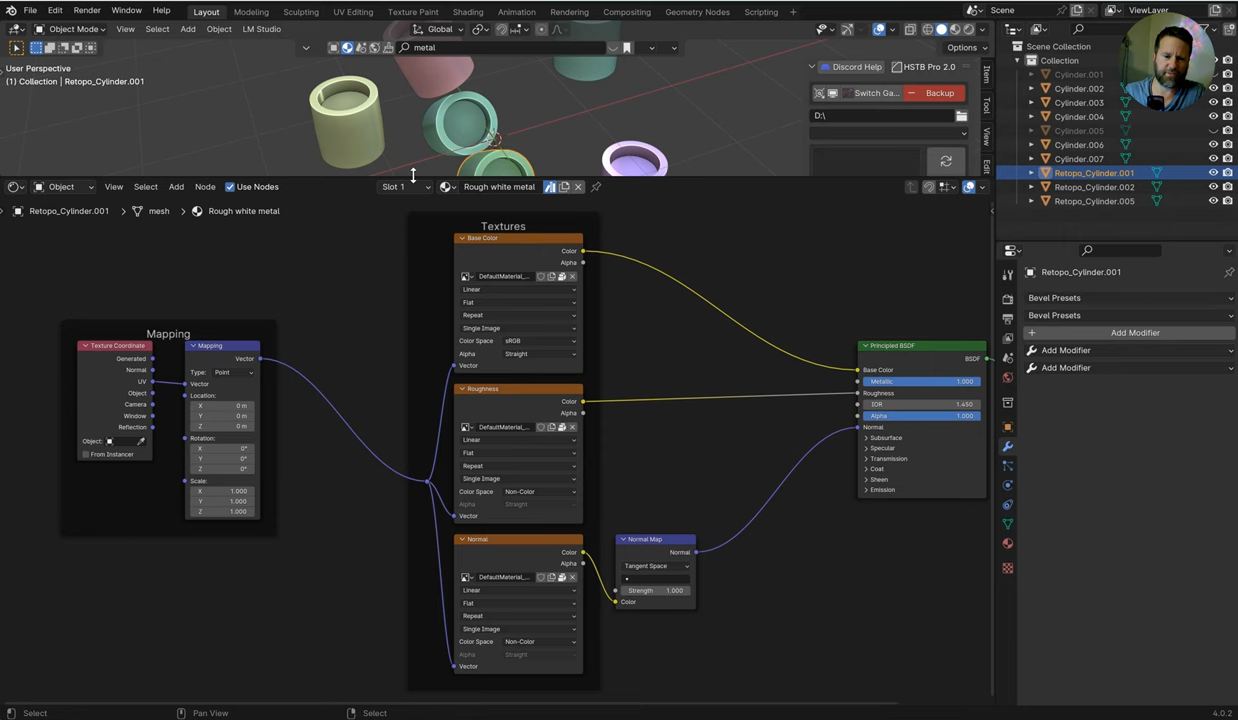 File Edit Render Window Help Layout Modeling Sculpting UV Editing Texture Paint Shading Animation Rendering Compositing Geometry Nodes Scripting Scene ViewLayer
Object Mode View Select Add Object LM Studio Global
metal Options
User Perspective
(1) Collection | Retopo_Cylinder.001
Discord Help HSTB Pro 2.0
Switch Ga... Backup
D:\
Item
Tool
View
Edit
Scene Collection
Collection
Cylinder.001
Cylinder.002
Cylinder.003
Cylinder.004
Cylinder.005
Cylinder.006
Cylinder.007
Retopo_Cylinder.001
Retopo_Cylinder.002
Retopo_Cylinder.005
Object View Select Add Node Use Nodes Slot 1 Rough white metal
Retopo_Cylinder.001 mesh Rough white metal
Mapping
Texture Coordinate
Generated
Normal
UV
Object
Camera
Window
Reflection
Object:
From Instancer
Mapping
Vector
Type: Point
Vector
Location:
X 0 m
Y 0 m
Z 0 m
Rotation:
X 0°
Y 0°
Z 0°
Scale:
X 1.000
Y 1.000
Z 1.000
Textures
Base Color
Color
Alpha
DefaultMaterial_...
Linear
Flat
Repeat
Single Image
Color Space sRGB
Alpha Straight
Vector
Roughness
Color
Alpha
DefaultMaterial_...
Linear
Flat
Repeat
Single Image
Color Space Non-Color
Alpha Straight
Vector
Normal
Color
Alpha
DefaultMaterial_...
Linear
Flat
Repeat
Single Image
Color Space Non-Color
Alpha Straight
Vector
Normal Map
Normal
Tangent Space
Strength 1.000
Color
Principled BSDF
BSDF
Base Color
Metallic 1.000
Roughness
IOR 1.450
Alpha 1.000
Normal
Subsurface
Specular
Transmission
Coat
Sheen
Emission
Retopo_Cylinder.001
Bevel Presets
Bevel Presets
Add Modifier
Add Modifier
Add Modifier
Select Pan View Select 4.0.2